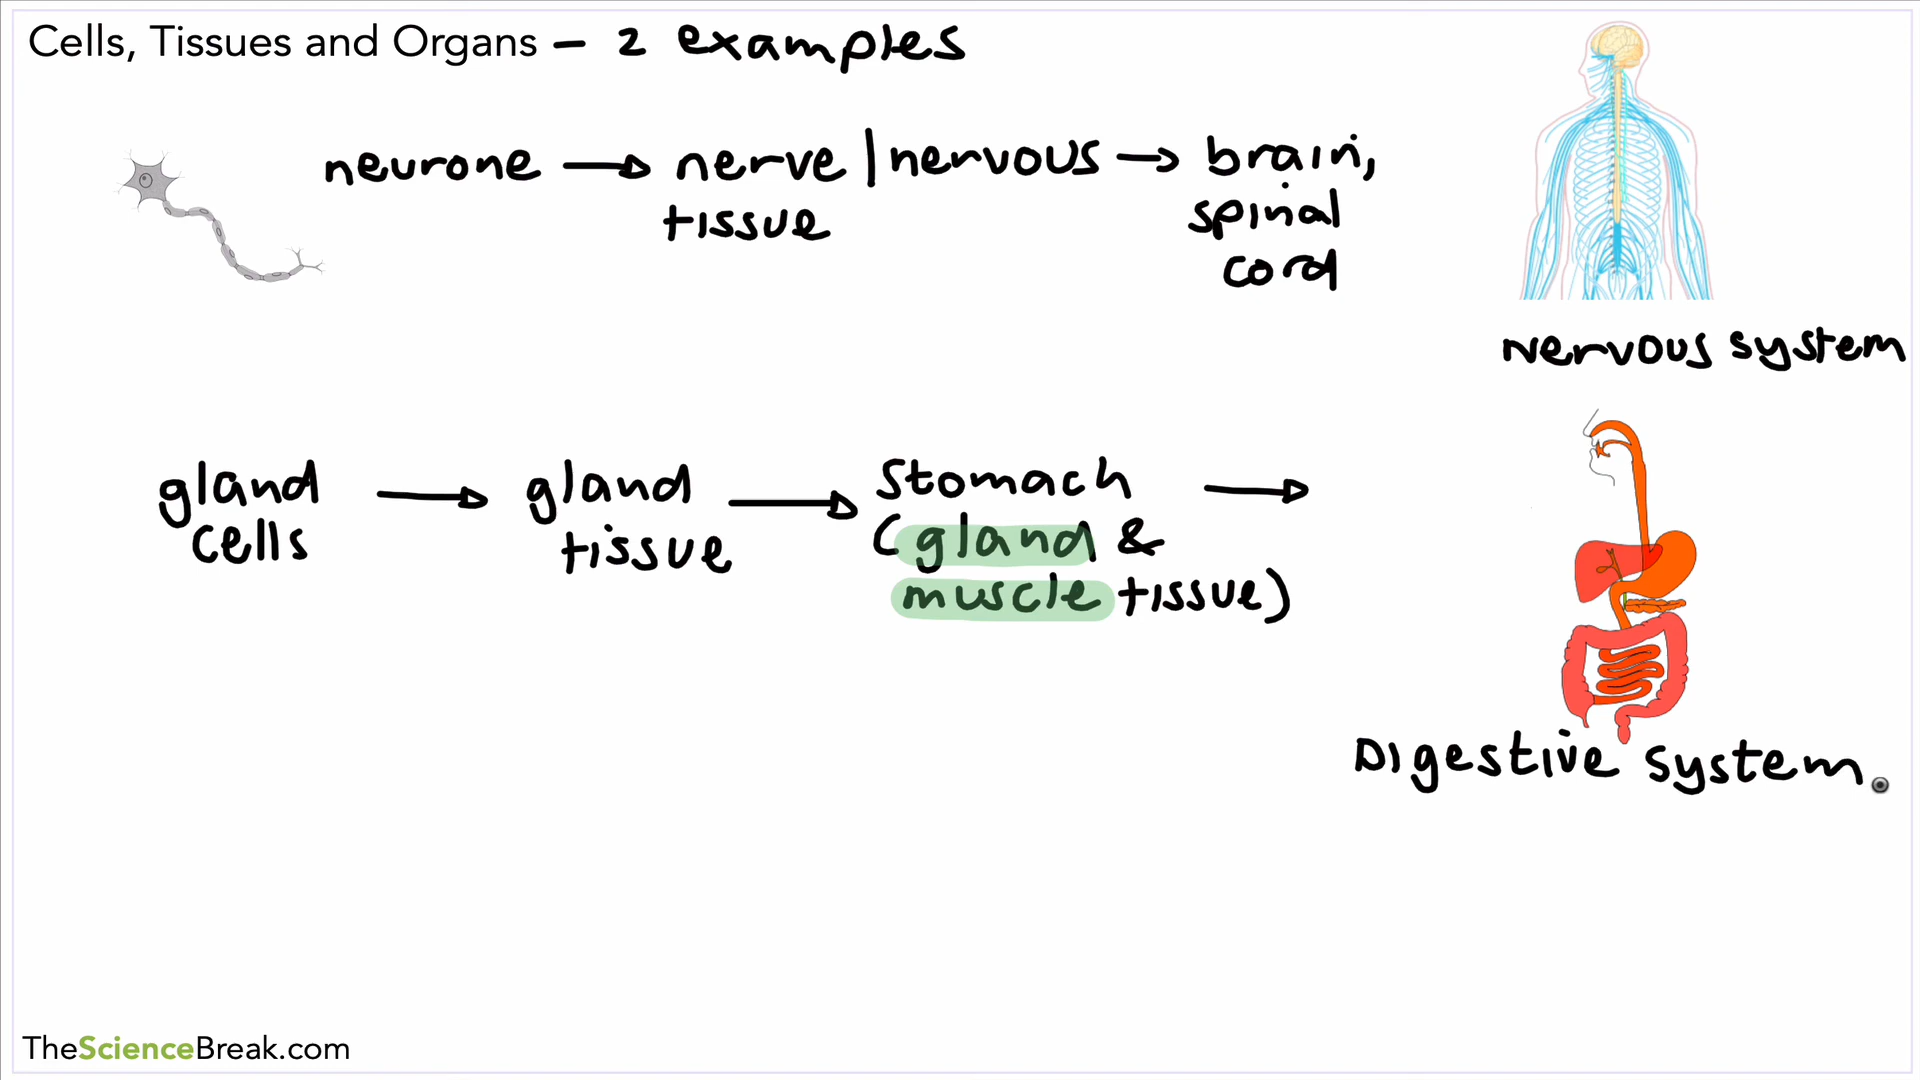 Cells, Tissues and Organs – 2 examples
neurone → nerve | nervous → brain,
tissue
spinal
cord
Nervous system
gland → gland → Stomach →
cells
tissue
(gland &
muscle tissue)
Digestive system.
TheScienceBreak.com